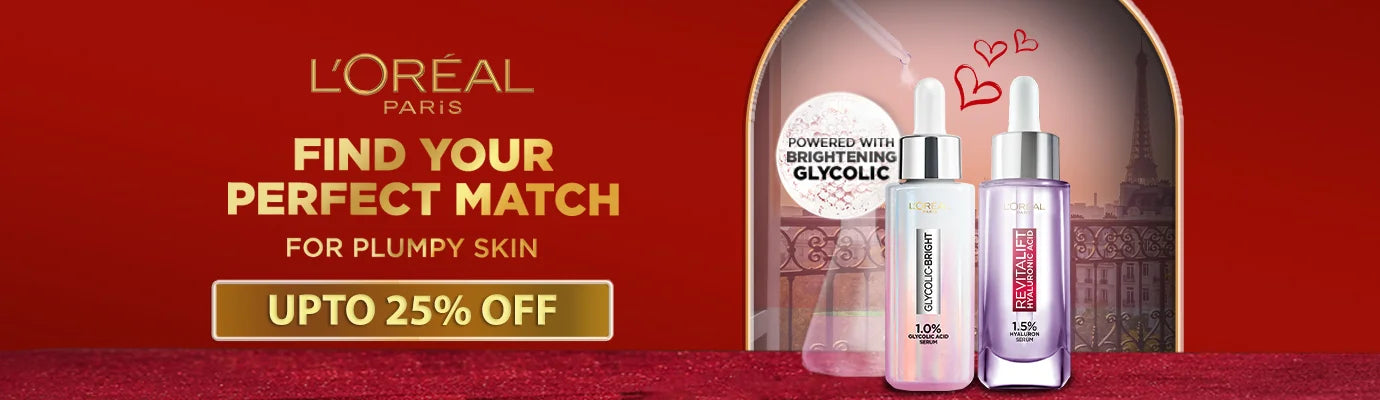 L'ORÉAL
PARiS
FIND YOUR
PERFECT MATCH
FOR PLUMPY SKIN
UPTO 25% OFF
POWERED WITH
BRIGHTENING
GLYCOLIC
L'ORÉAL
PARIS
GLYCOLIC-BRIGHT
1.0%
GLYCOLIC ACID
SERUM
L'ORÉAL
PARIS
REVITALIFT
HYALURONIC ACID
1.5%
HYALURON
SERUM